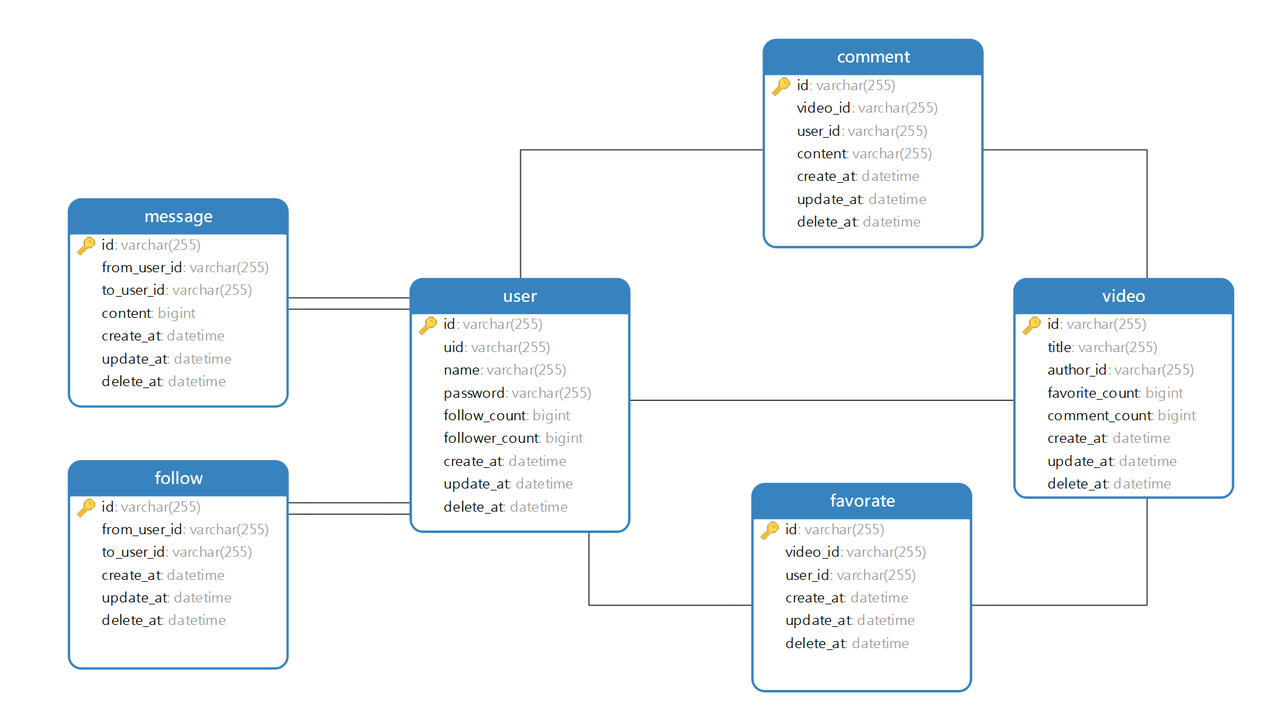 comment
id: varchar(255)
video_id: varchar(255)
user_id: varchar(255)
content: varchar(255)
create_at: datetime
update_at: datetime
delete_at: datetime
message
id: varchar(255)
from_user_id: varchar(255)
to_user_id: varchar(255)
content: bigint
create_at: datetime
update_at: datetime
delete_at: datetime
user
id: varchar(255)
uid: varchar(255)
name: varchar(255)
password: varchar(255)
follow_count: bigint
follower_count: bigint
create_at: datetime
update_at: datetime
delete_at: datetime
video
id: varchar(255)
title: varchar(255)
author_id: varchar(255)
favorite_count: bigint
comment_count: bigint
create_at: datetime
update_at: datetime
delete_at: datetime
follow
id: varchar(255)
from_user_id: varchar(255)
to_user_id: varchar(255)
create_at: datetime
update_at: datetime
delete_at: datetime
favorate
id: varchar(255)
video_id: varchar(255)
user_id: varchar(255)
create_at: datetime
update_at: datetime
delete_at: datetime